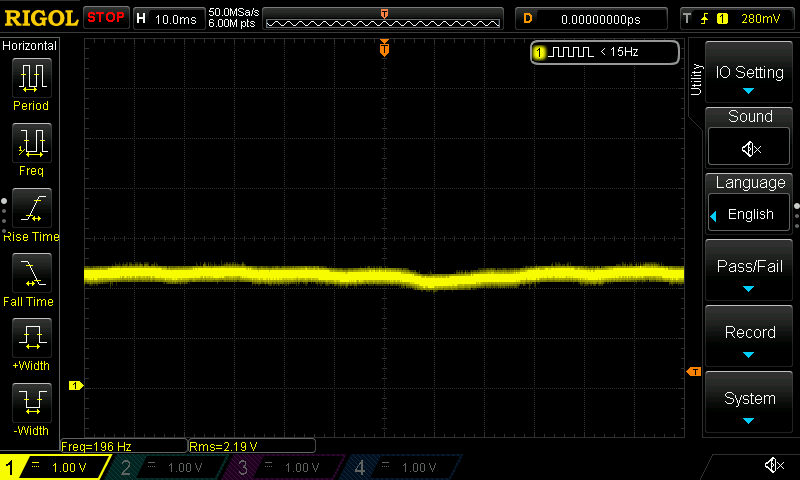 RIGOL STOP H 10.0ms 50.0MSa/s 6.00M pts T D 0.00000000ps T 1 280mV
Horizontal
T
1 < 15Hz
Utility
IO Setting
Period
Sound
Freq
Language
English
Rise Time
Pass/Fail
Fall Time
Record
+Width
T
1
System
-Width
Freq=196 Hz Rms=2.19 V
1 1.00 V 2 1.00 V 3 1.00 V 4 1.00 V